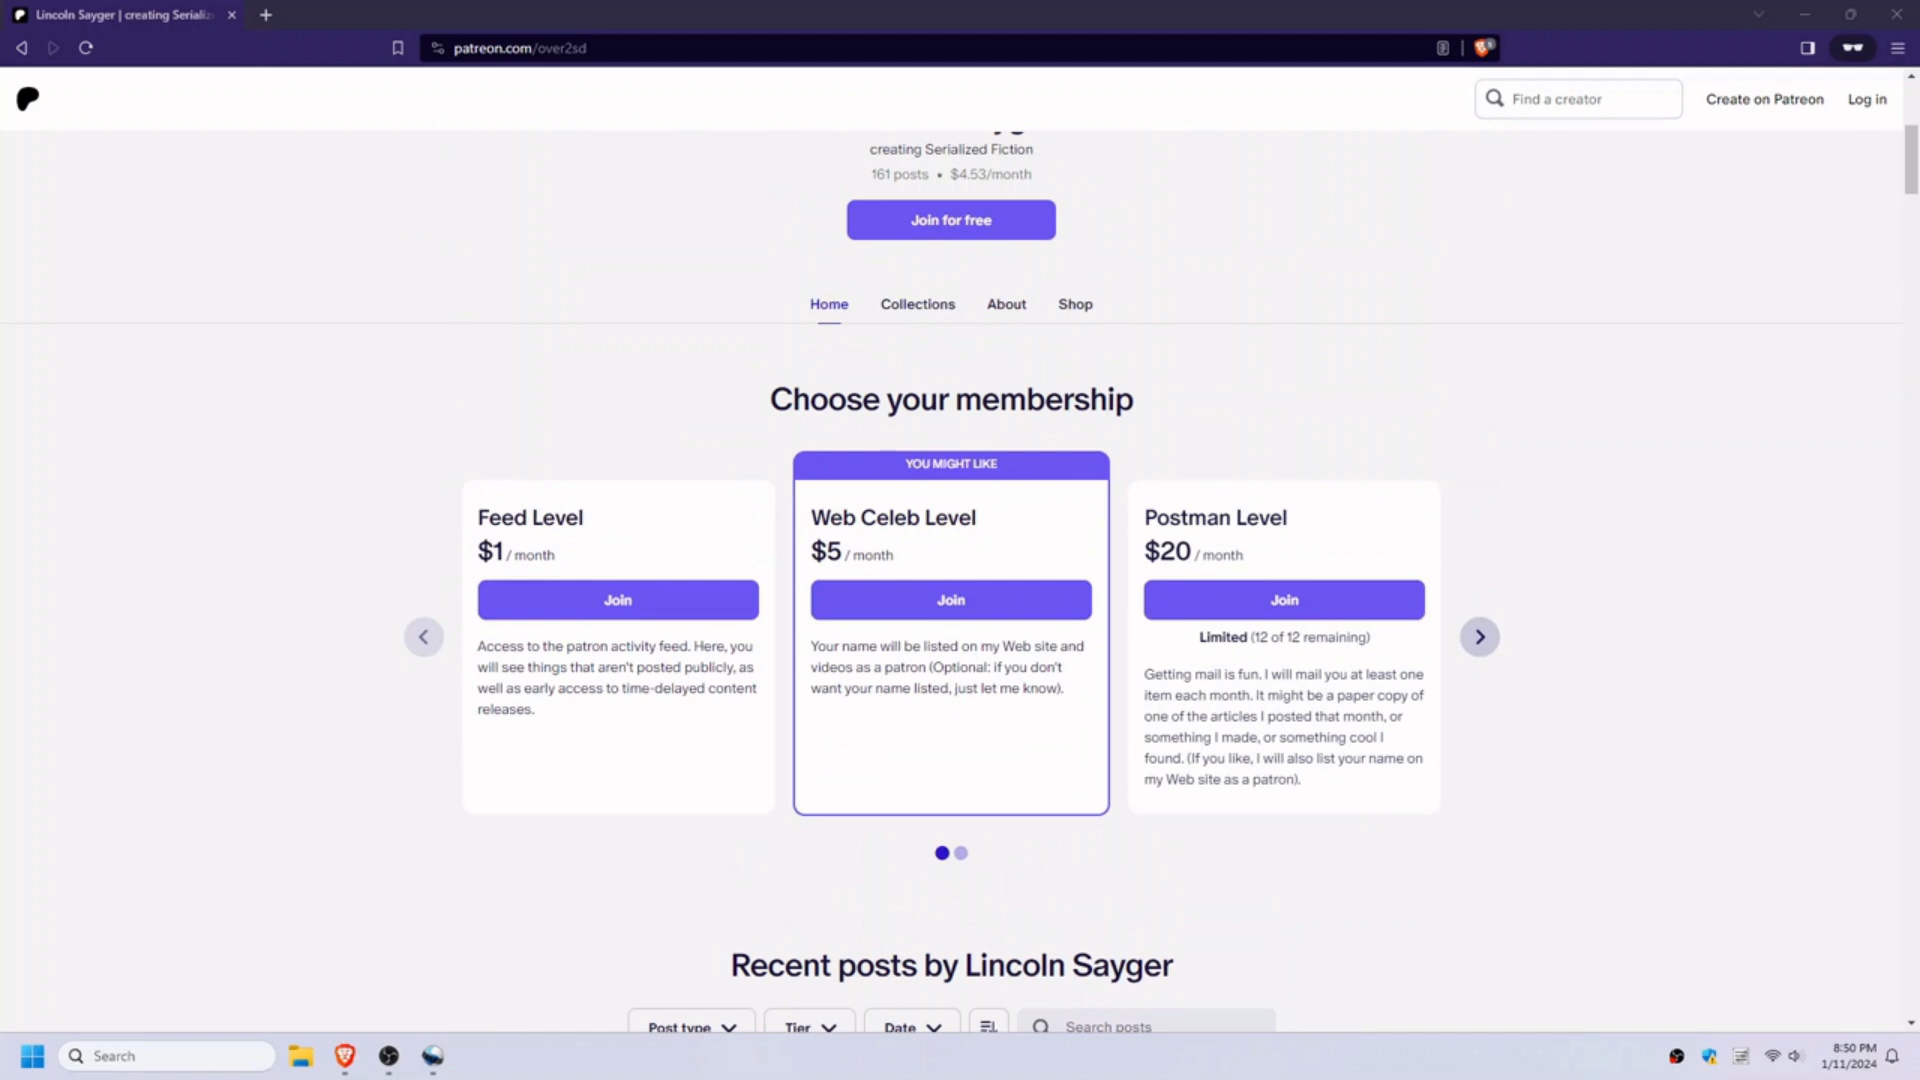 Lincoln Sayger | creating Serializ
patreon.com/over2sd
Find a creator
Create on Patreon
Log in
creating Serialized Fiction
161 posts • $4.53/month
Join for free
Home
Collections
About
Shop
Choose your membership
YOU MIGHT LIKE
Feed Level
$1 / month
Join
Access to the patron activity feed. Here, you
will see things that aren't posted publicly, as
well as early access to time-delayed content
releases.
Web Celeb Level
$5 / month
Join
Your name will be listed on my Web site and
videos as a patron (Optional: if you don't
want your name listed, just let me know).
Postman Level
$20 / month
Join
Limited (12 of 12 remaining)
Getting mail is fun. I will mail you at least one
item each month. It might be a paper copy of
one of the articles I posted that month, or
something I made, or something cool I
found. (If you like, I will also list your name on
my Web site as a patron).
Recent posts by Lincoln Sayger
Post type
Tier
Date
Search posts
Search
8:50 PM
1/11/2024